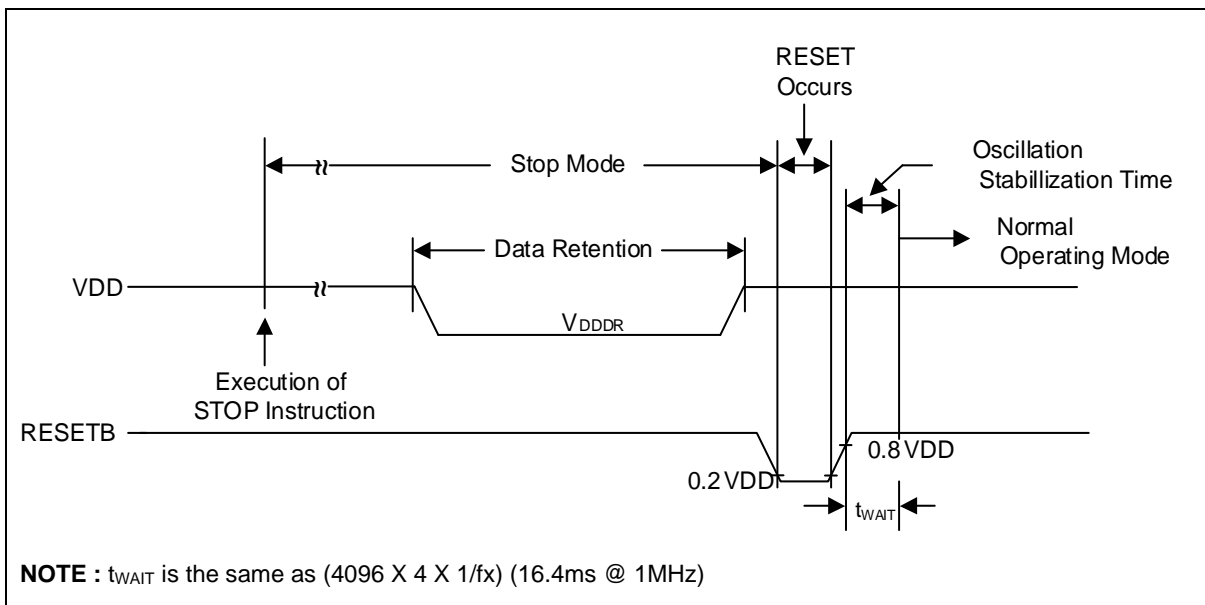 RESET
Occurs
Oscillation
Stabillization Time
Stop Mode
Normal
Operating Mode
Data Retention
VDD
VDDDR
Execution of
STOP Instruction
RESETB
0.8 VDD
0.2 VDD
tWAIT
NOTE : tWAIT is the same as (4096 X 4 X 1/fx) (16.4ms @ 1MHz)